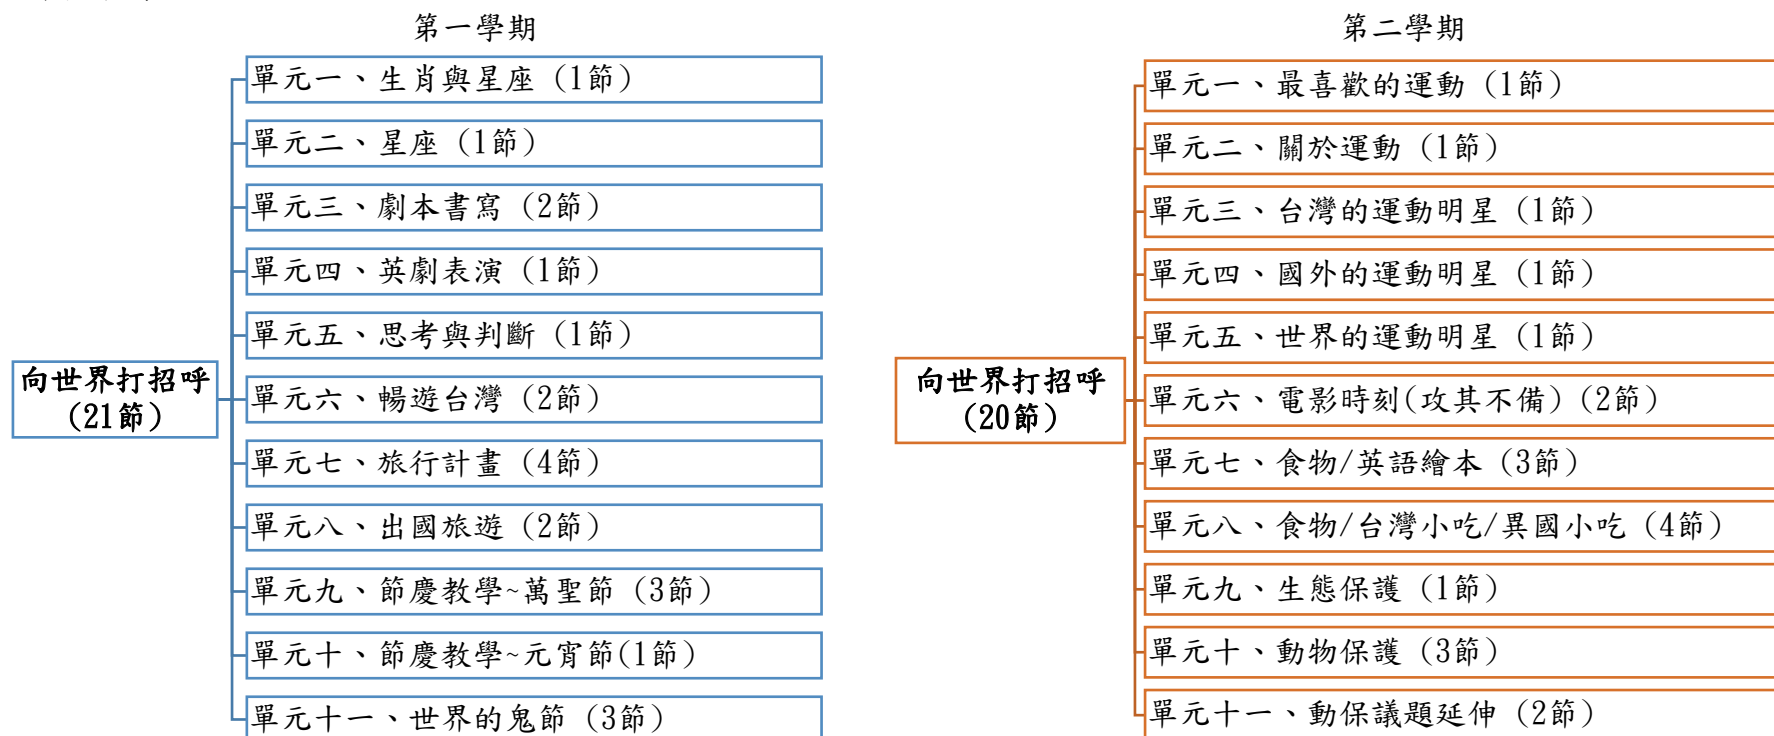 第一學期
單元一、生肖與星座 (1節)
單元二、星座 (1節)
單元三、劇本書寫 (2節)
單元四、英劇表演 (1節)
單元五、思考與判斷 (1節)
向世界打招呼
(21節)
單元六、暢遊台灣 (2節)
單元七、旅行計畫 (4節)
單元八、出國旅遊 (2節)
單元九、節慶教學~萬聖節 (3節)
單元十、節慶教學~元宵節(1節)
單元十一、世界的鬼節 (3節)
第二學期
單元一、最喜歡的運動 (1節)
單元二、關於運動 (1節)
單元三、台灣的運動明星 (1節)
單元四、國外的運動明星 (1節)
單元五、世界的運動明星 (1節)
向世界打招呼
(20節)
單元六、電影時刻(攻其不備) (2節)
單元七、食物/英語繪本 (3節)
單元八、食物/台灣小吃/異國小吃 (4節)
單元九、生態保護 (1節)
單元十、動物保護 (3節)
單元十一、動保議題延伸 (2節)